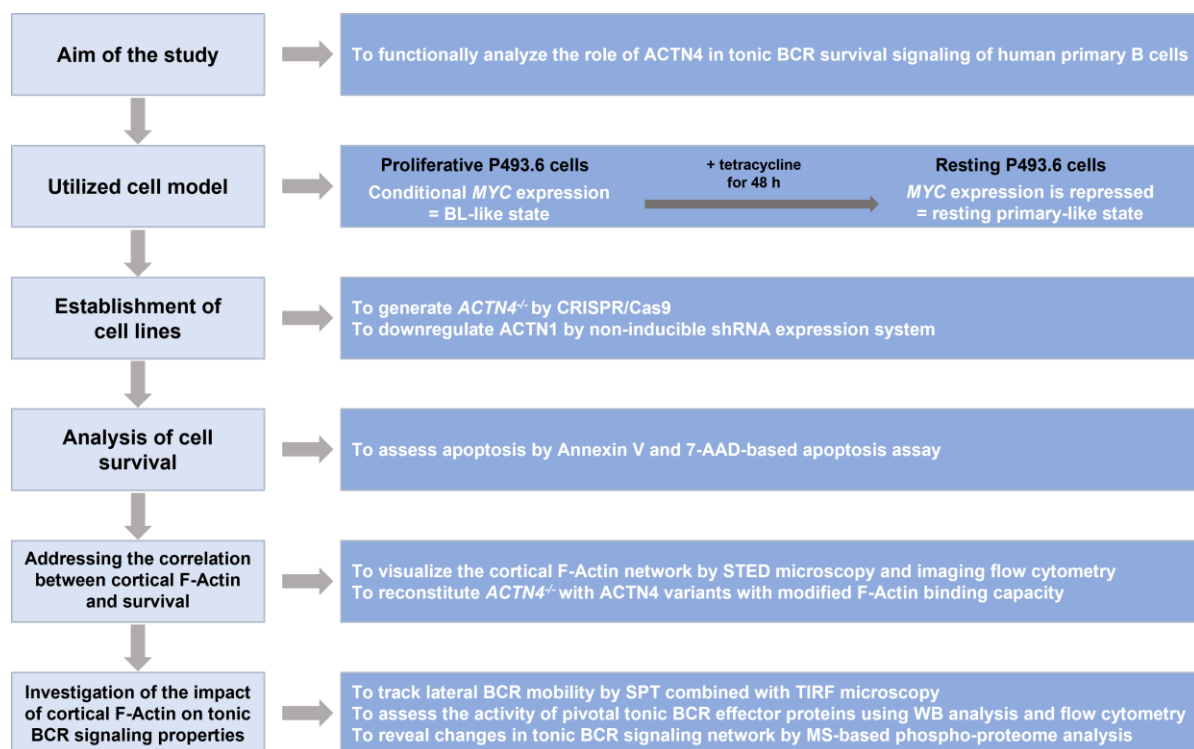 Aim of the study
To functionally analyze the role of ACTN4 in tonic BCR survival signaling of human primary B cells
Utilized cell model
Proliferative P493.6 cells
Conditional MYC expression
= BL-like state
+ tetracycline
for 48 h
Resting P493.6 cells
MYC expression is repressed
= resting primary-like state
Establishment of
cell lines
To generate ACTN4-/- by CRISPR/Cas9
To downregulate ACTN1 by non-inducible shRNA expression system
Analysis of cell
survival
To assess apoptosis by Annexin V and 7-AAD-based apoptosis assay
Addressing the correlation
between cortical F-Actin
and survival
To visualize the cortical F-Actin network by STED microscopy and imaging flow cytometry
To reconstitute ACTN4-/- with ACTN4 variants with modified F-Actin binding capacity
Investigation of the impact
of cortical F-Actin on tonic
BCR signaling properties
To track lateral BCR mobility by SPT combined with TIRF microscopy
To assess the activity of pivotal tonic BCR effector proteins using WB analysis and flow cytometry
To reveal changes in tonic BCR signaling network by MS-based phospho-proteome analysis